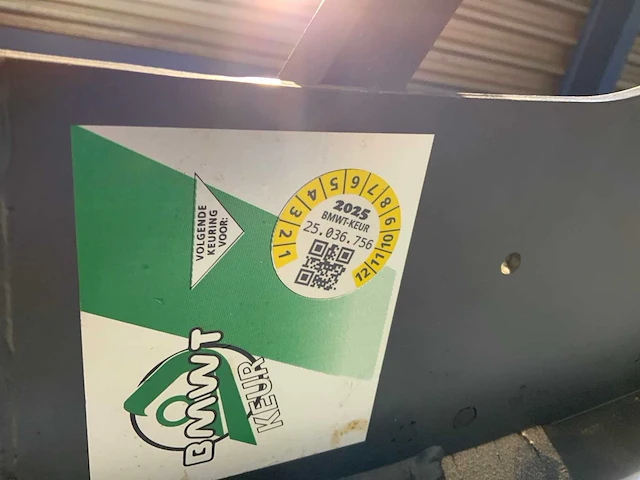 VOLGENDE
KEURING
VOOR:
1 2 3 4 5 6 7 8 9 10 11 12
2025
BMWT-KEUR
25.036.756
BMWT
KEUR